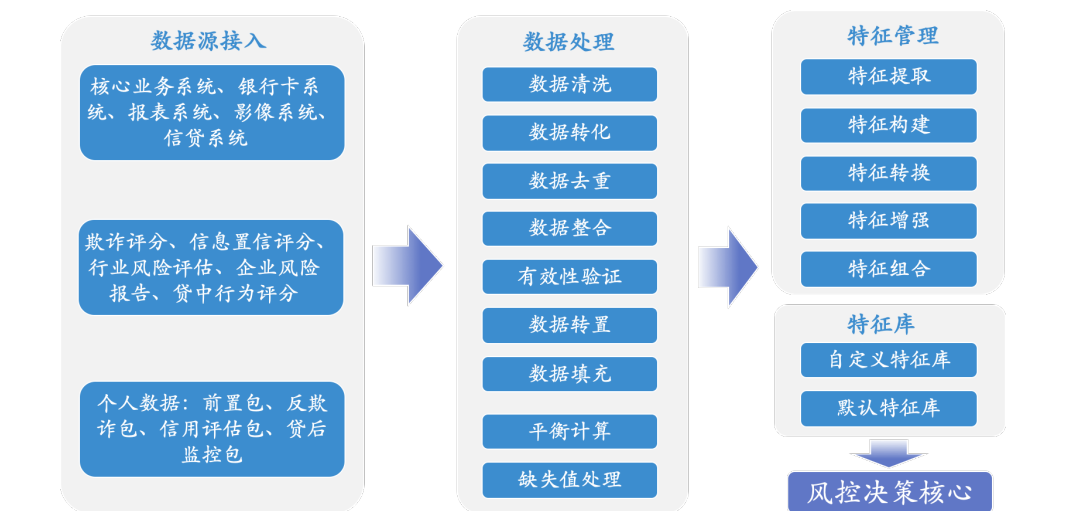 数据源接入
核心业务系统、银行卡系
统、报表系统、影像系统、
信贷系统
欺诈评分、信息置信评分、
行业风险评估、企业风险
报告、贷中行为评分
个人数据：前置包、反欺
诈包、信用评估包、贷后
监控包
数据处理
数据清洗
数据转化
数据去重
数据整合
有效性验证
数据转置
数据填充
平衡计算
缺失值处理
特征管理
特征提取
特征构建
特征转换
特征增强
特征组合
特征库
自定义特征库
默认特征库
风控决策核心